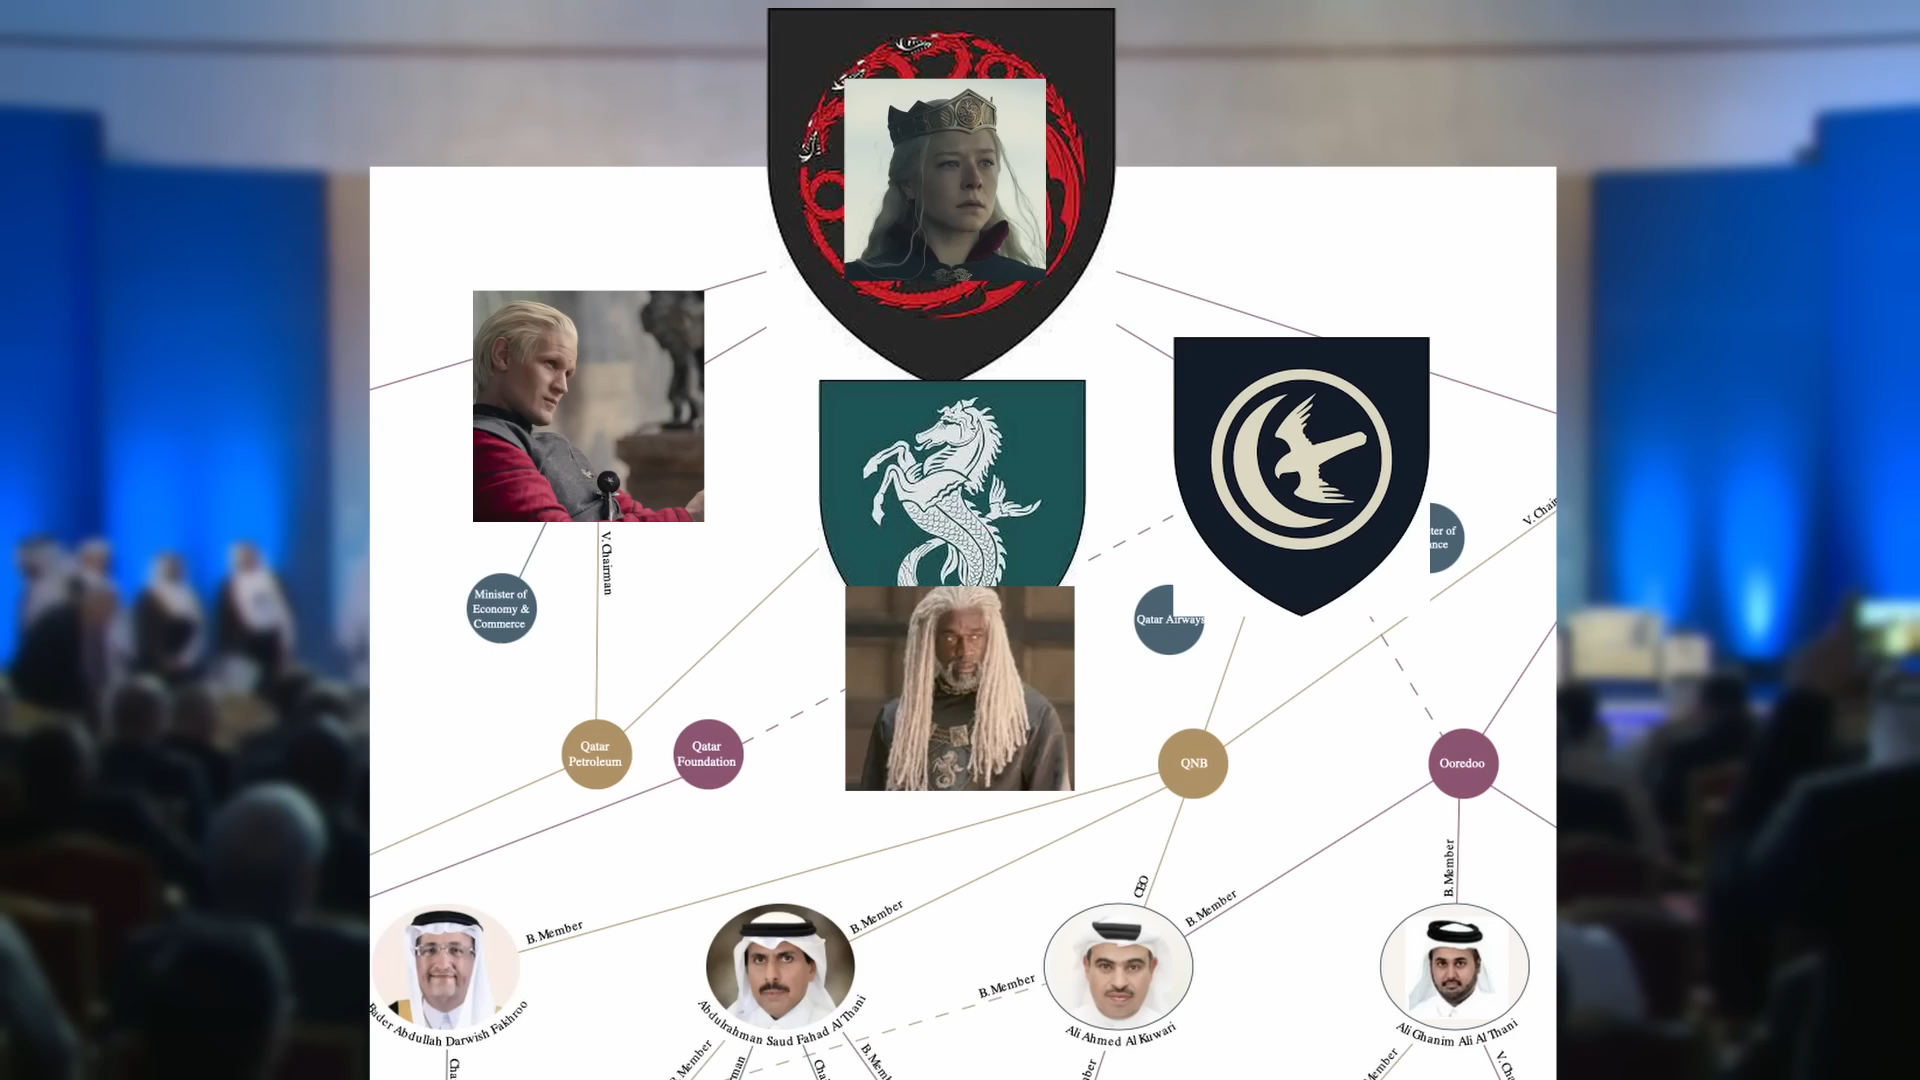 V. Chairman
Minister of
Economy &
Commerce
Qatar Airways
Qatar
Petroleum
Qatar
Foundation
QNB
Ooredoo
CEO
B. Member
B. Member
B. Member
B. Member
B. Member
Bader Abdullah Darwish Fakhroo
Abdulrahman Saud Fahad Al Thani
Ali Ahmed Al Kuwari
Ali Ghanim Ali Al Thani